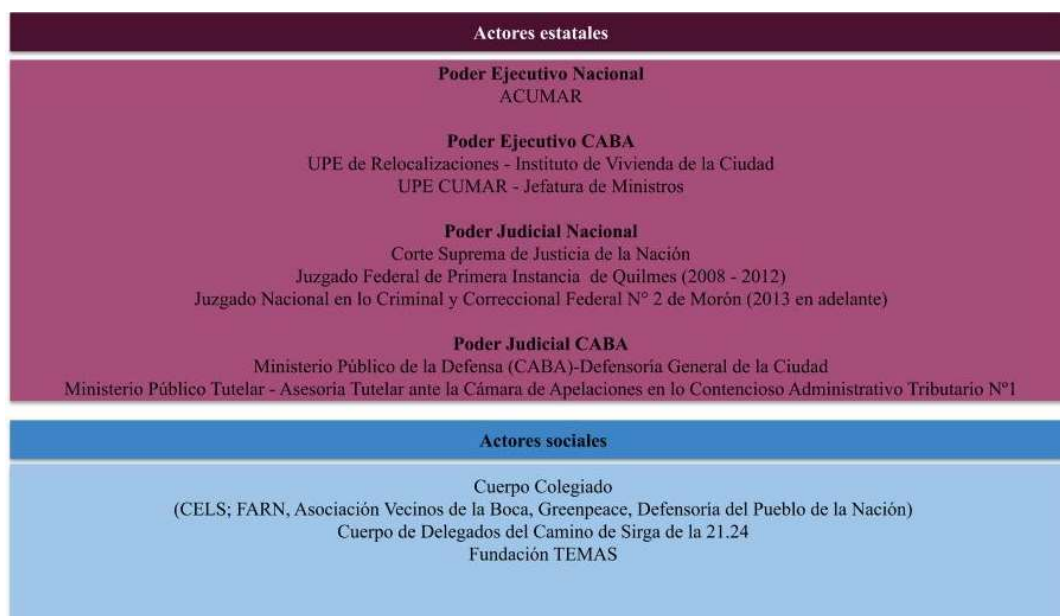 Actores estatales
Poder Ejecutivo Nacional
ACUMAR
Poder Ejecutivo CABA
UPE de Relocalizaciones - Instituto de Vivienda de la Ciudad
UPE CUMAR - Jefatura de Ministros
Poder Judicial Nacional
Corte Suprema de Justicia de la Nación
Juzgado Federal de Primera Instancia de Quilmes (2008 - 2012)
Juzgado Nacional en lo Criminal y Correccional Federal N° 2 de Morón (2013 en adelante)
Poder Judicial CABA
Ministerio Público de la Defensa (CABA)-Defensoría General de la Ciudad
Ministerio Público Tutelar - Asesoría Tutelar ante la Cámara de Apelaciones en lo Contencioso Administrativo Tributario Nº1
Actores sociales
Cuerpo Colegiado
(CELS; FARN, Asociación Vecinos de la Boca, Greenpeace, Defensoría del Pueblo de la Nación)
Cuerpo de Delegados del Camino de Sirga de la 21.24
Fundación TEMAS